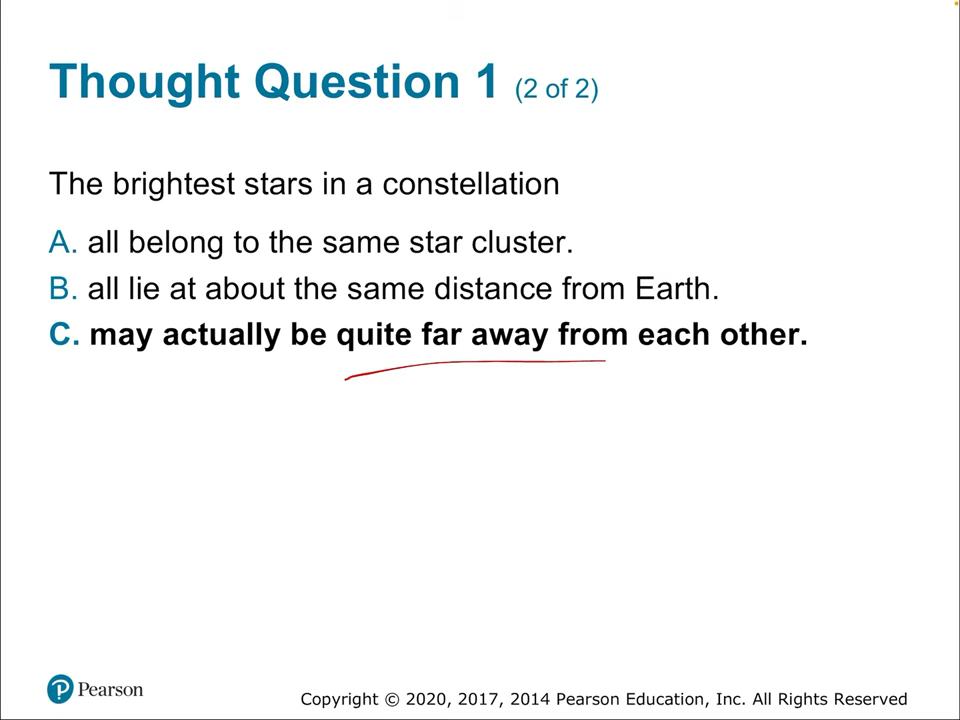 Thought Question 1 (2 of 2)
The brightest stars in a constellation
A. all belong to the same star cluster.
B. all lie at about the same distance from Earth.
C. may actually be quite far away from each other.
Pearson
Copyright © 2020, 2017, 2014 Pearson Education, Inc. All Rights Reserved